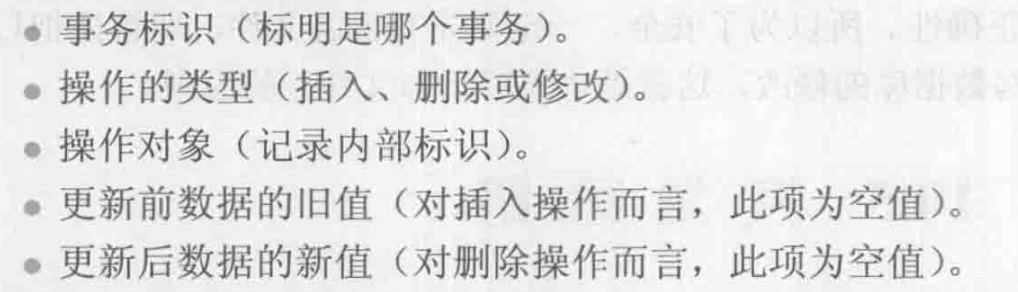 ● 事务标识（标明是哪个事务）。
● 操作的类型（插入、删除或修改）。
● 操作对象（记录内部标识）。
● 更新前数据的旧值（对插入操作而言，此项为空值）。
● 更新后数据的新值（对删除操作而言，此项为空值）。